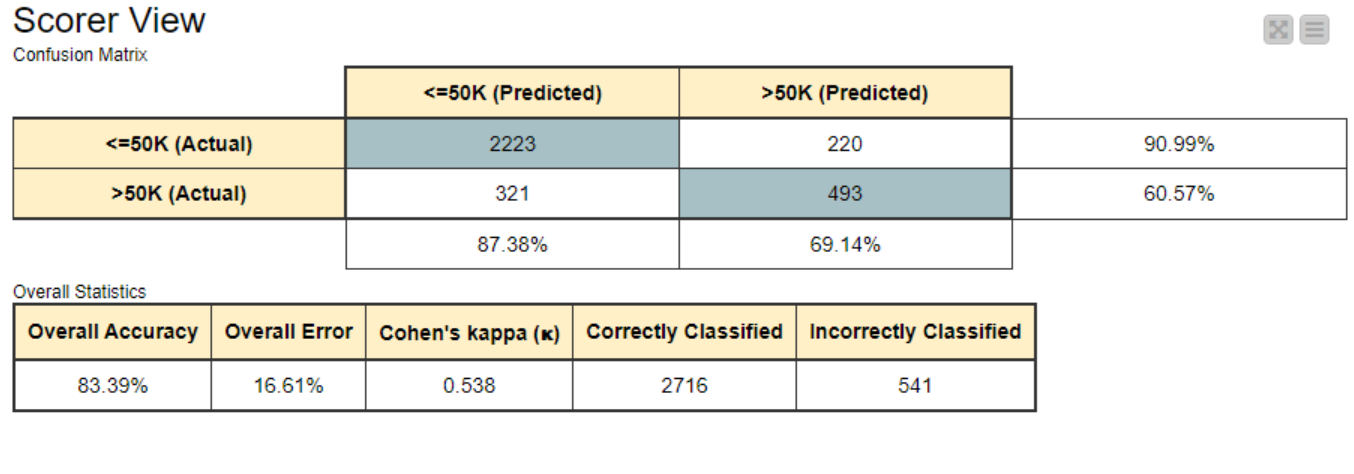 Scorer View
Confusion Matrix
<=50K (Predicted) >50K (Predicted)
<=50K (Actual) 2223 220 90.99%
>50K (Actual) 321 493 60.57%
87.38% 69.14%
Overall Statistics
Overall Accuracy Overall Error Cohen's kappa (κ) Correctly Classified Incorrectly Classified
83.39% 16.61% 0.538 2716 541